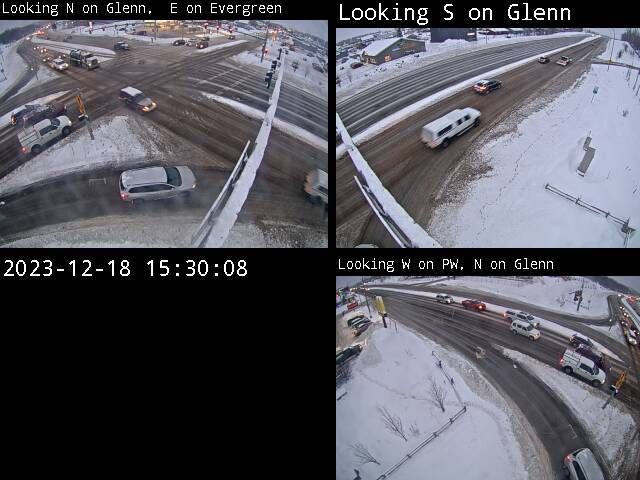 Looking N on Glenn,  E on Evergreen
Looking S on Glenn
2023-12-18 15:30:08
Looking W on PW, N on Glenn